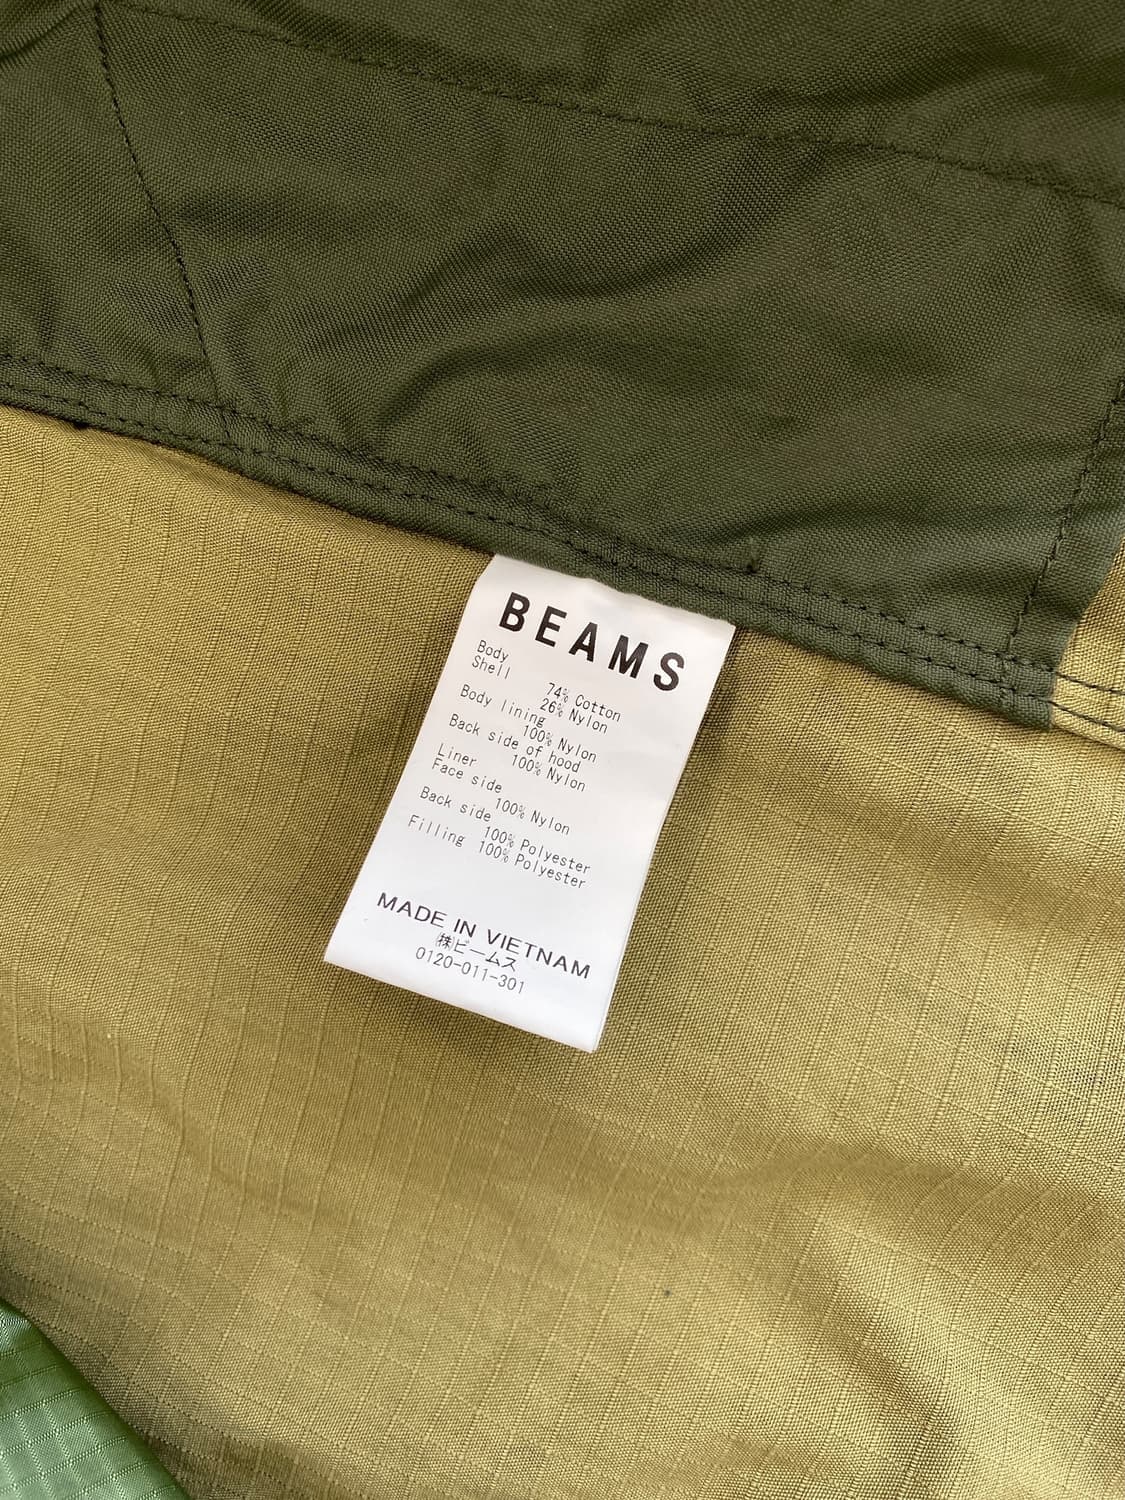 BEAMS
Body
Shell
74% Cotton
26% Nylon
Body lining
100% Nylon
Back side of hood
100% Nylon
Liner
Face side
100% Nylon
Back side
100% Polyester
Filling 100% Polyester
MADE IN VIETNAM
㈱ビームス
0120-011-301